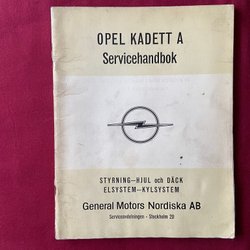 OPEL KADETT A
Servicehandbok
STYRNING—HJUL och DÄCK
ELSYSTEM—KYLSYSTEM
General Motors Nordiska AB
Serviceavdelningen - Stockholm 20